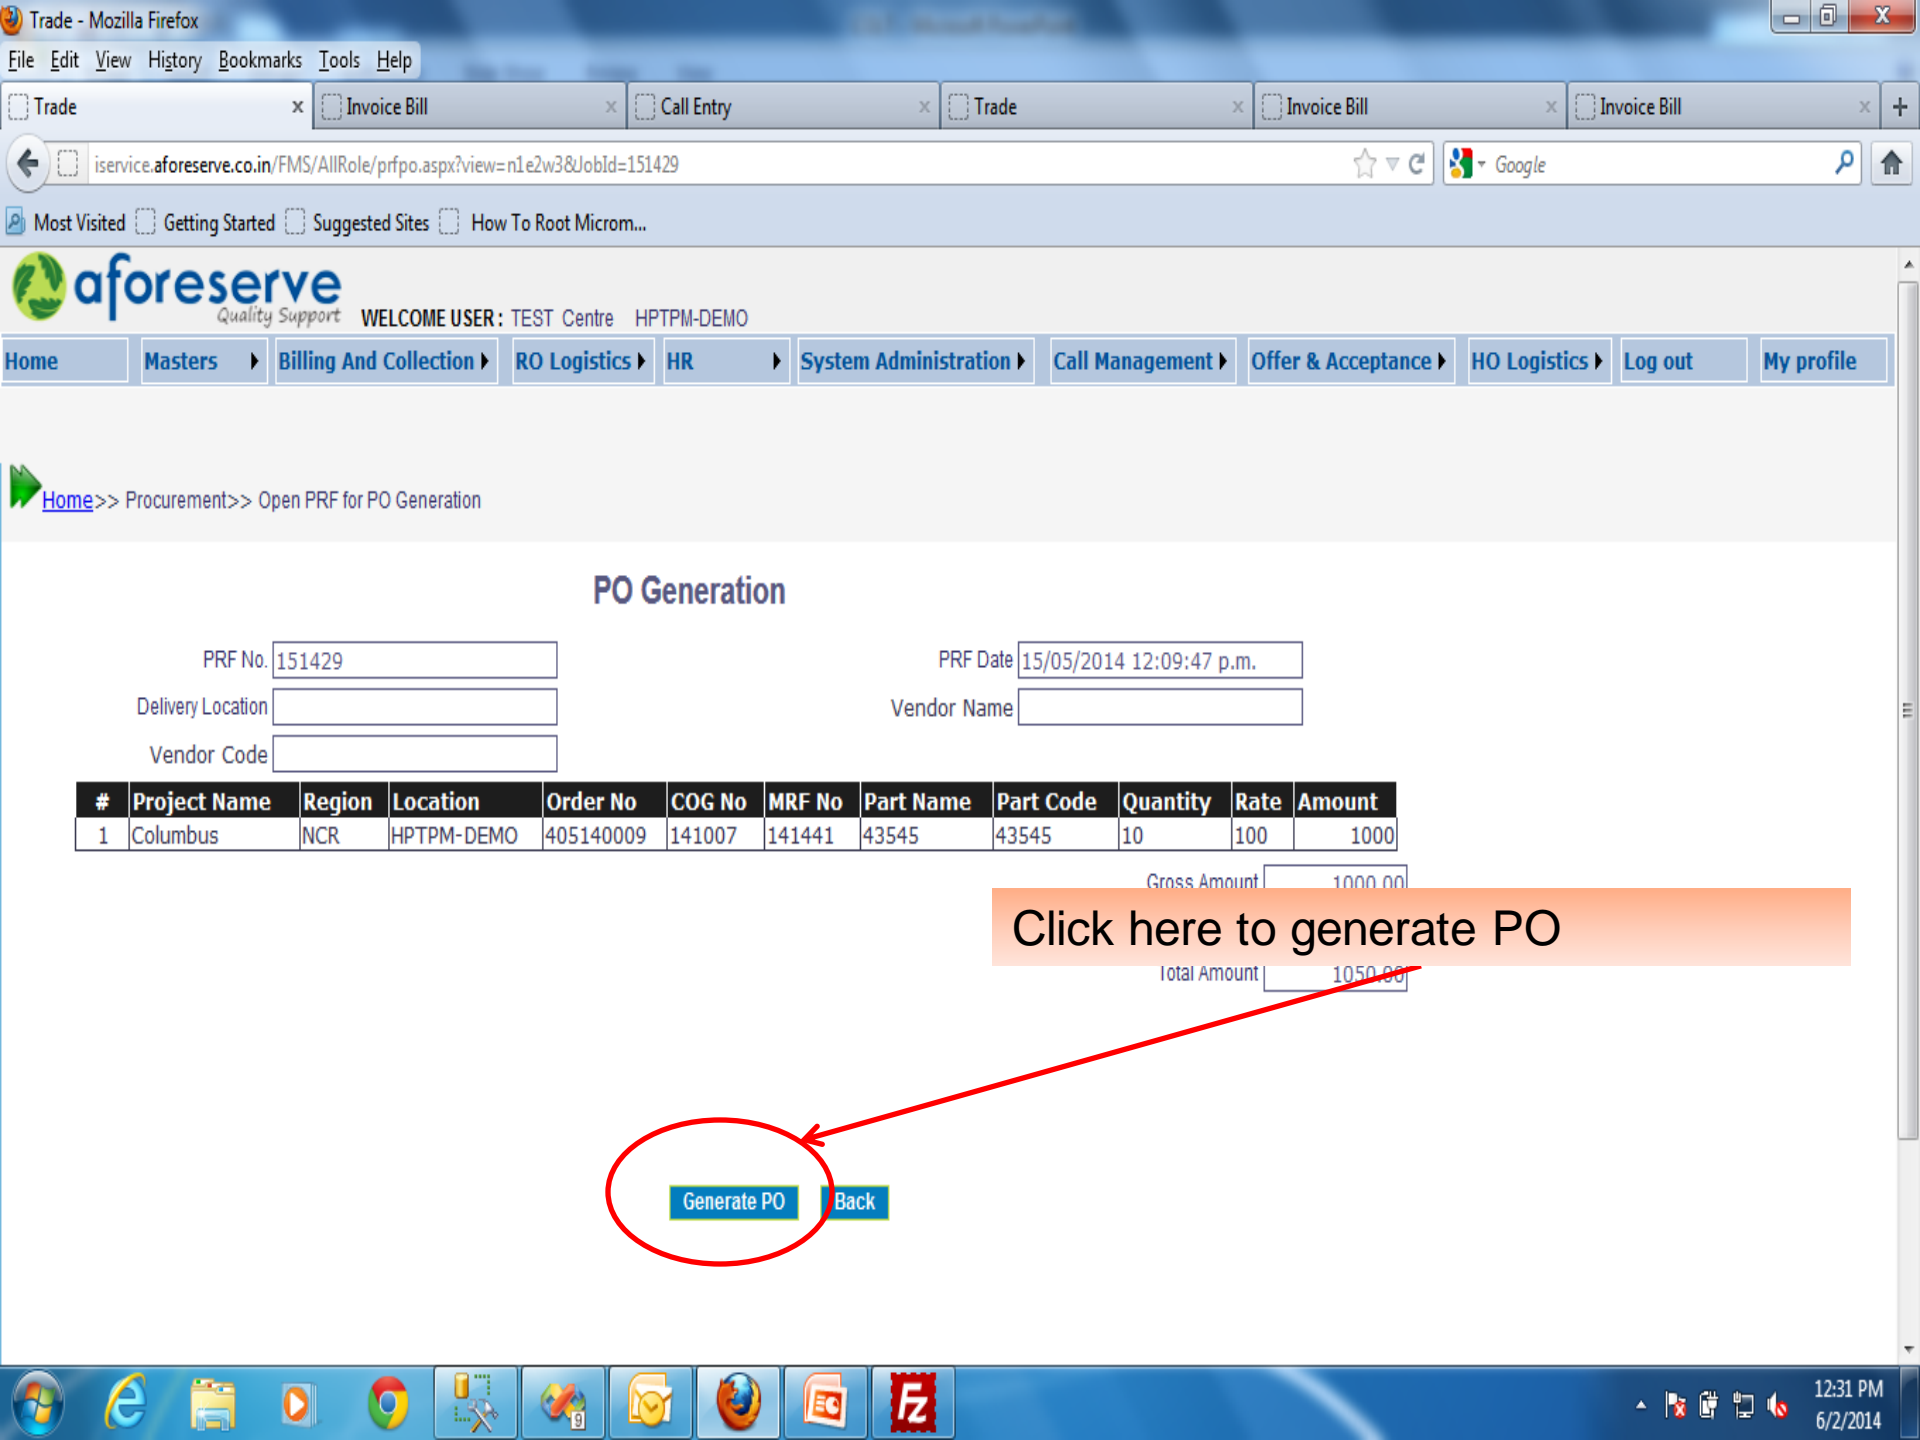 Trade - Mozilla Firefox
File Edit View History Bookmarks Tools Help
Trade x Invoice Bill x Call Entry x Trade x Invoice Bill x Invoice Bill x +
iservice.aforeserve.co.in/FMS/AllRole/prfpo.aspx?view=n1e2w3&JobId=151429 Google
Most Visited Getting Started Suggested Sites How To Root Microm...
aforeserve
Quality Support WELCOME USER : TEST Centre HPTPM-DEMO
Home Masters Billing And Collection RO Logistics HR System Administration Call Management Offer & Acceptance HO Logistics Log out My profile
Home>> Procurement>> Open PRF for PO Generation
PO Generation
PRF No. 151429 PRF Date 15/05/2014 12:09:47 p.m.
Delivery Location Vendor Name
Vendor Code
# Project Name Region Location Order No COG No MRF No Part Name Part Code Quantity Rate Amount
1 Columbus NCR HPTPM-DEMO 405140009 141007 141441 43545 43545 10 100 1000
Gross Amount 1000.00
Click here to generate PO
Total Amount 1050.00
Generate PO Back
9
12:31 PM
6/2/2014